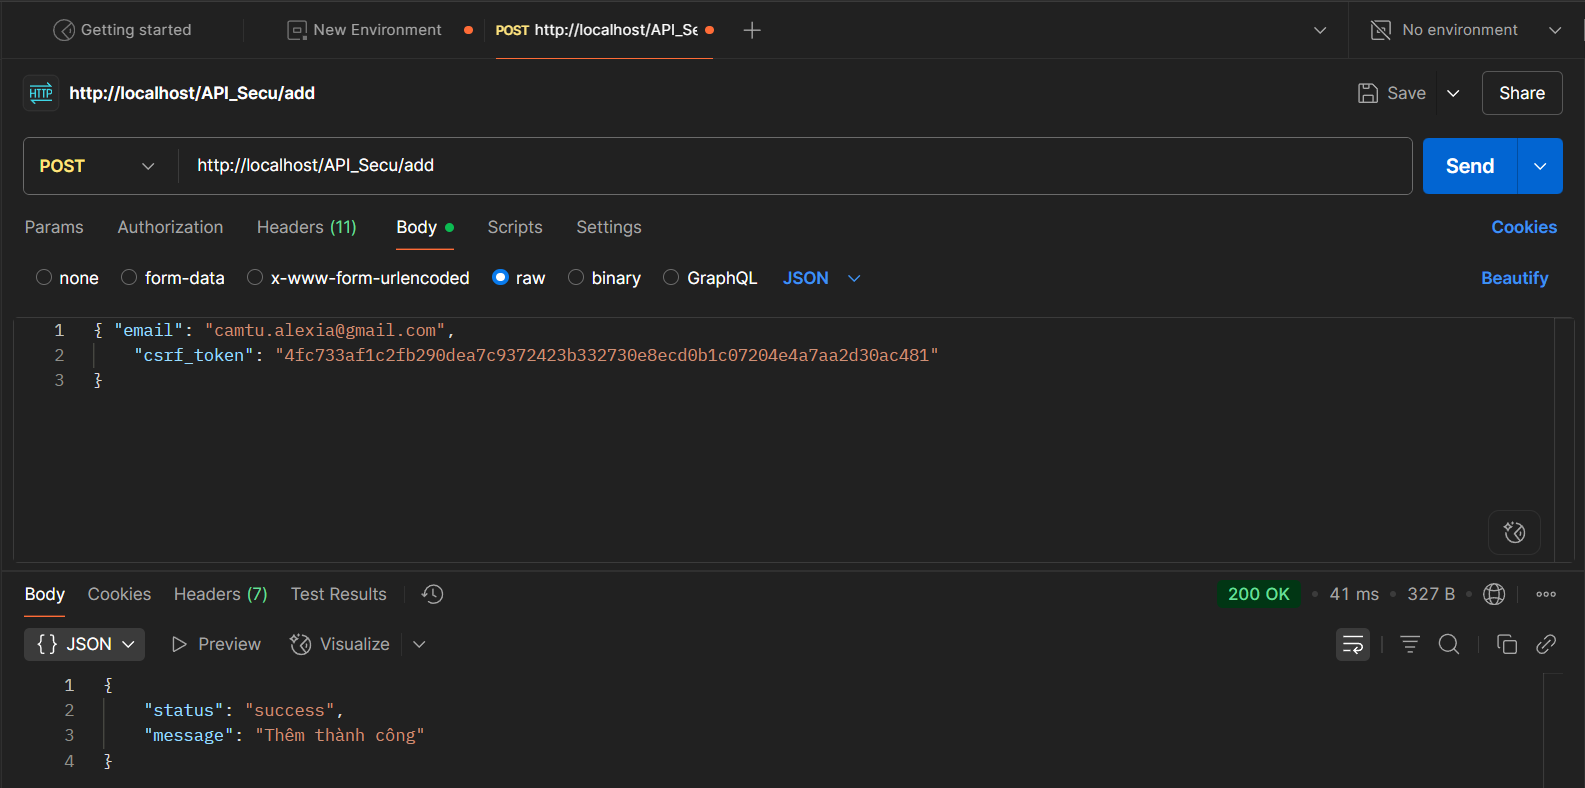 Getting started
New Environment
POST http://localhost/API_Se
No environment
HTTP http://localhost/API_Secu/add
Save
Share
POST
http://localhost/API_Secu/add
Send
Params Authorization Headers (11) Body Scripts Settings
Cookies
none form-data x-www-form-urlencoded raw binary GraphQL JSON
Beautify
1 { "email": "camtu.alexia@gmail.com",
2 "csrf_token": "4fc733af1c2fb290dea7c9372423b332730e8ecd0b1c07204e4a7aa2d30ac481"
3 }
Body Cookies Headers (7) Test Results
200 OK • 41 ms • 327 B •
{} JSON Preview Visualize
1 {
2 "status": "success",
3 "message": "Thêm thành công"
4 }